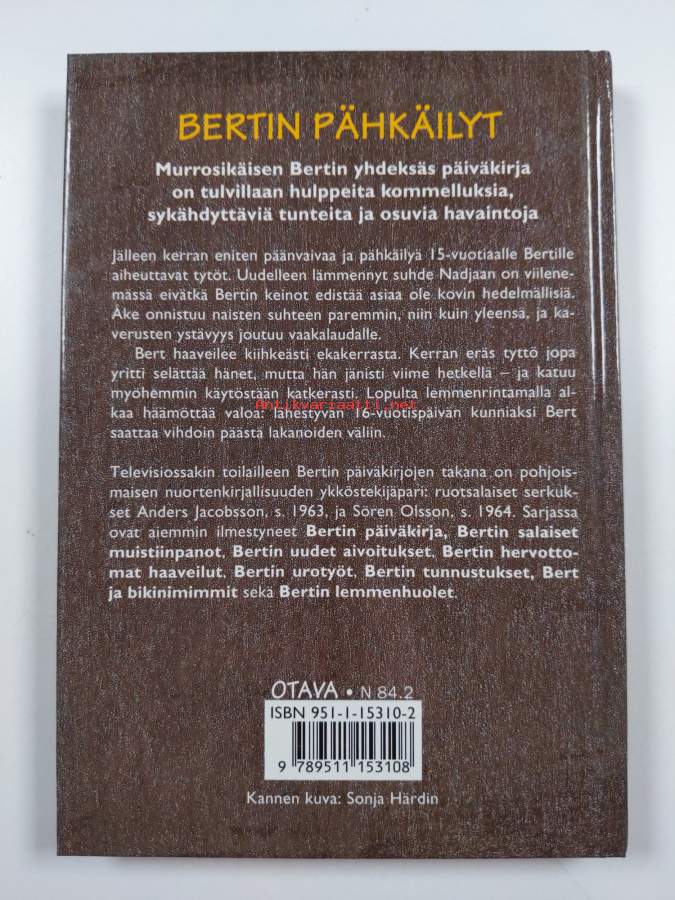 BERTIN PÄHKÄILYT
Murrosikäisen Bertin yhdeksäs päiväkirja
on tulvillaan hulppeita kommelluksia,
sykähdyttäviä tunteita ja osuvia havaintoja
Jälleen kerran eniten päänvaivaa ja pähkäilyä 15-vuotiaalle Bertille
aiheuttavat tytöt. Uudelleen lämmennyt suhde Nadjaan on viilene-
mässä eivätkä Bertin keinot edistää asiaa ole kovin hedelmällisiä.
Åke onnistuu naisten suhteen paremmin, niin kuin yleensä, ja ka-
verusten ystävyys joutuu vaakalaudalle.
Bert haaveilee kiihkeästi ekakerrasta. Kerran eräs tyttö jopa
yritti selättää hänet, mutta hän jänisti viime hetkellä – ja katuu
myöhemmin käytöstään katkerasti. Lopulta lemmenrintamalla al-
Antikvariaatti.net
kaa häämöttää valoa: lähestyvän 16-vuotispäivän kunniaksi Bert
saattaa vihdoin päästä lakanoiden väliin.
Televisiossakin toilailleen Bertin päiväkirjojen takana on pohjois-
maisen nuortenkirjallisuuden ykköstekijäpari: ruotsalaiset serkuk-
set Anders Jacobsson, s. 1963, ja Sören Olsson, s. 1964. Sarjassa
ovat aiemmin ilmestyneet Bertin päiväkirja, Bertin salaiset
muistiinpanot, Bertin uudet aivoitukset, Bertin hervotto-
mat haaveilut, Bertin urotyöt, Bertin tunnustukset, Bert
ja bikinimimmit sekä Bertin lemmenhuolet.
OTAVA • N 84.2
ISBN 951-1-15310-2
9 789511 153108
Kannen kuva: Sonja Härdin